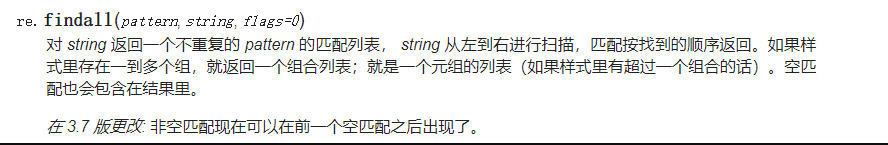 re. findall(pattern, string, flags=0)
对 string 返回一个不重复的 pattern 的匹配列表， string 从左到右进行扫描，匹配按找到的顺序返回。如果样
式里存在一到多个组，就返回一个组合列表；就是一个元组的列表（如果样式里有超过一个组合的话）。空匹
配也会包含在结果里。
在 3.7 版更改: 非空匹配现在可以在前一个空匹配之后出现了。